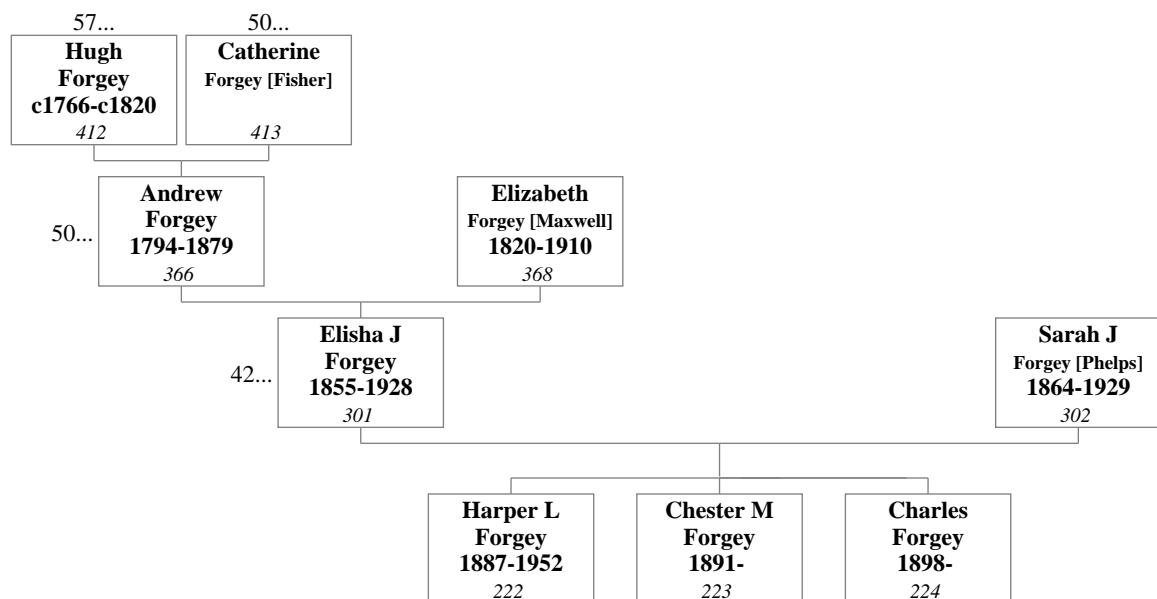 57...
Hugh
Forgey
c1766-c1820
412
50...
Catherine
Forgey [Fisher]
413
50...
Andrew
Forgey
1794-1879
366
Elizabeth
Forgey [Maxwell]
1820-1910
368
42...
Elisha J
Forgey
1855-1928
301
Sarah J
Forgey [Phelps]
1864-1929
302
Harper L
Forgey
1887-1952
222
Chester M
Forgey
1891-
223
Charles
Forgey
1898-
224